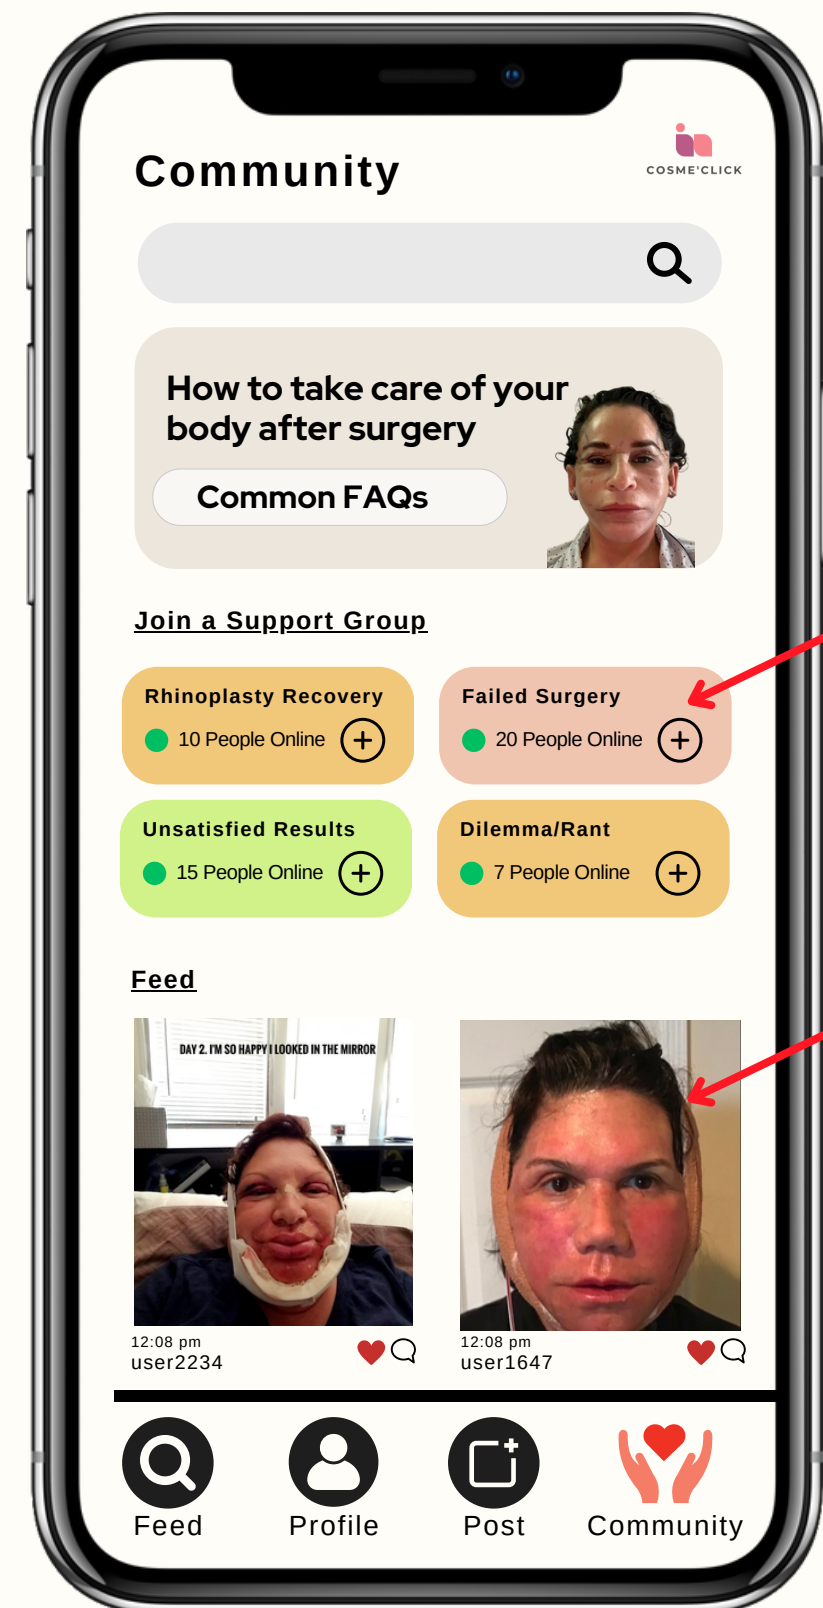 Community
COSME'CLICK
How to take care of your
body after surgery
Common FAQs
Join a Support Group
Rhinoplasty Recovery
10 People Online
Failed Surgery
20 People Online
Unsatisfied Results
15 People Online
Dilemma/Rant
7 People Online
Feed
DAY 2. I'M SO HAPPY I LOOKED IN THE MIRROR
12:08 pm
user2234
12:08 pm
user1647
Feed
Profile
Post
Community